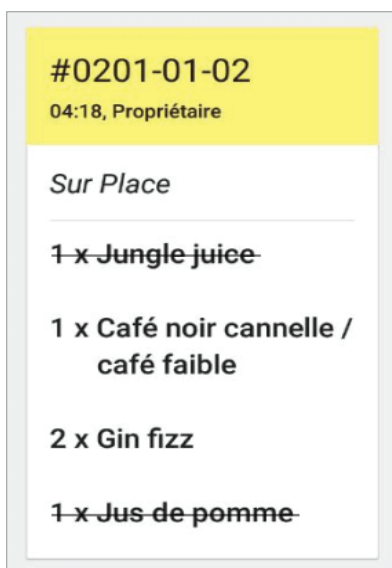 #0201-01-02
04:18, Propriétaire
Sur Place
1 x Jungle juice
1 x Café noir cannelle /
café faible
2 x Gin fizz
1 x Jus de pomme